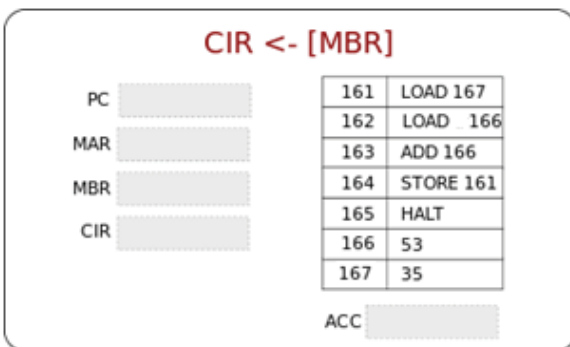 CIR <- [MBR]
PC
MAR
MBR
CIR
161 LOAD 167
162 LOAD _ 166
163 ADD 166
164 STORE 161
165 HALT
166 53
167 35
ACC